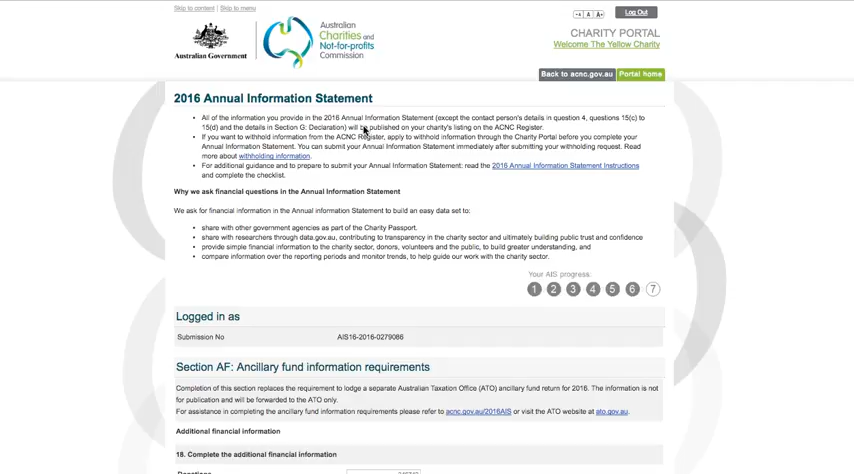 Skip to content | Skip to menu
-A A A+
Log Out
Australian Government
Australian
Charities and
Not-for-profits
Commission
CHARITY PORTAL
Welcome The Yellow Charity
Back to acnc.gov.au Portal home
2016 Annual Information Statement
• All of the information you provide in the 2016 Annual Information Statement (except the contact person's details in question 4, questions 15(c) to
15(d) and the details in Section G: Declaration) will be published on your charity's listing on the ACNC Register.
• If you want to withhold information from the ACNC Register, apply to withhold information through the Charity Portal before you complete your
Annual Information Statement. You can submit your Annual Information Statement immediately after submitting your withholding request. Read
more about withholding information.
• For additional guidance and to prepare to submit your Annual Information Statement: read the 2016 Annual Information Statement Instructions
and complete the checklist.
Why we ask financial questions in the Annual Information Statement
We ask for financial information in the Annual information Statement to build an easy data set to:
• share with other government agencies as part of the Charity Passport.
• share with researchers through data.gov.au, contributing to transparency in the charity sector and ultimately building public trust and confidence
• provide simple financial information to the charity sector, donors, volunteers and the public, to build greater understanding, and
• compare information over the reporting periods and monitor trends, to help guide our work with the charity sector.
Your AIS progress:
1 2 3 4 5 6 7
Logged in as
Submission No AIS16-2016-0279086
Section AF: Ancillary fund information requirements
Completion of this section replaces the requirement to lodge a separate Australian Taxation Office (ATO) ancillary fund return for 2016. The information is not
for publication and will be forwarded to the ATO only.
For assistance in completing the ancillary fund information requirements please refer to acnc.gov.au/2016AIS or visit the ATO website at ato.gov.au.
Additional financial information
18. Complete the additional financial information
Donations